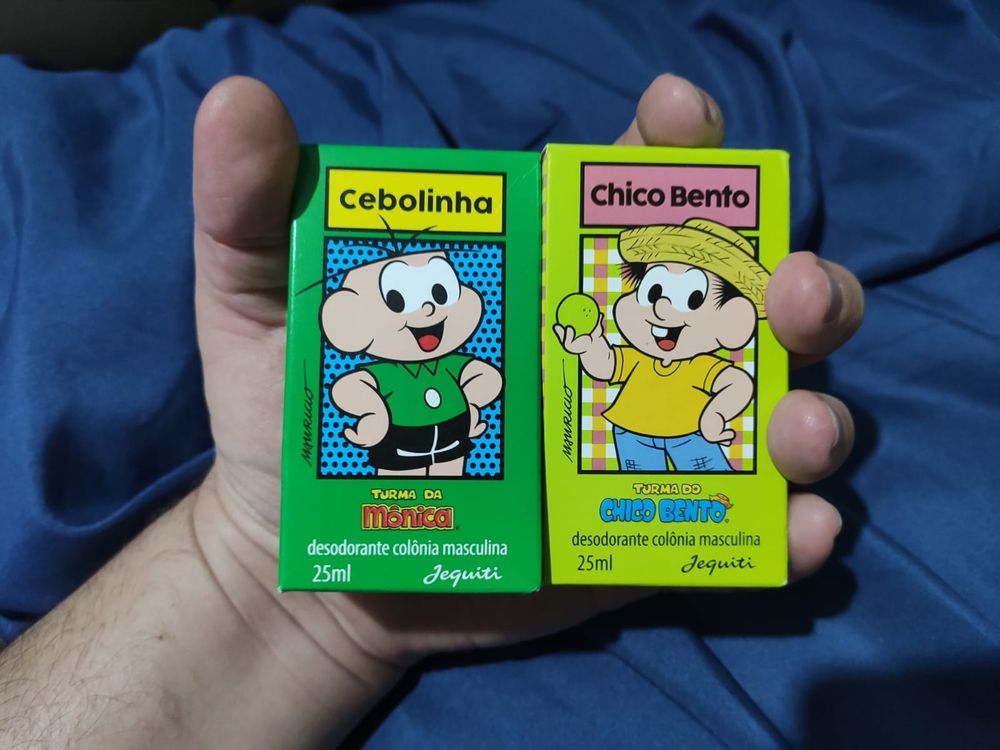 Cebolinha
mauricio
TURMA DA
Mônica
desodorante colônia masculina
25ml Jequiti
Chico Bento
mauricio
TURMA DO
CHICO BENTO
desodorante colônia masculina
25ml Jequiti